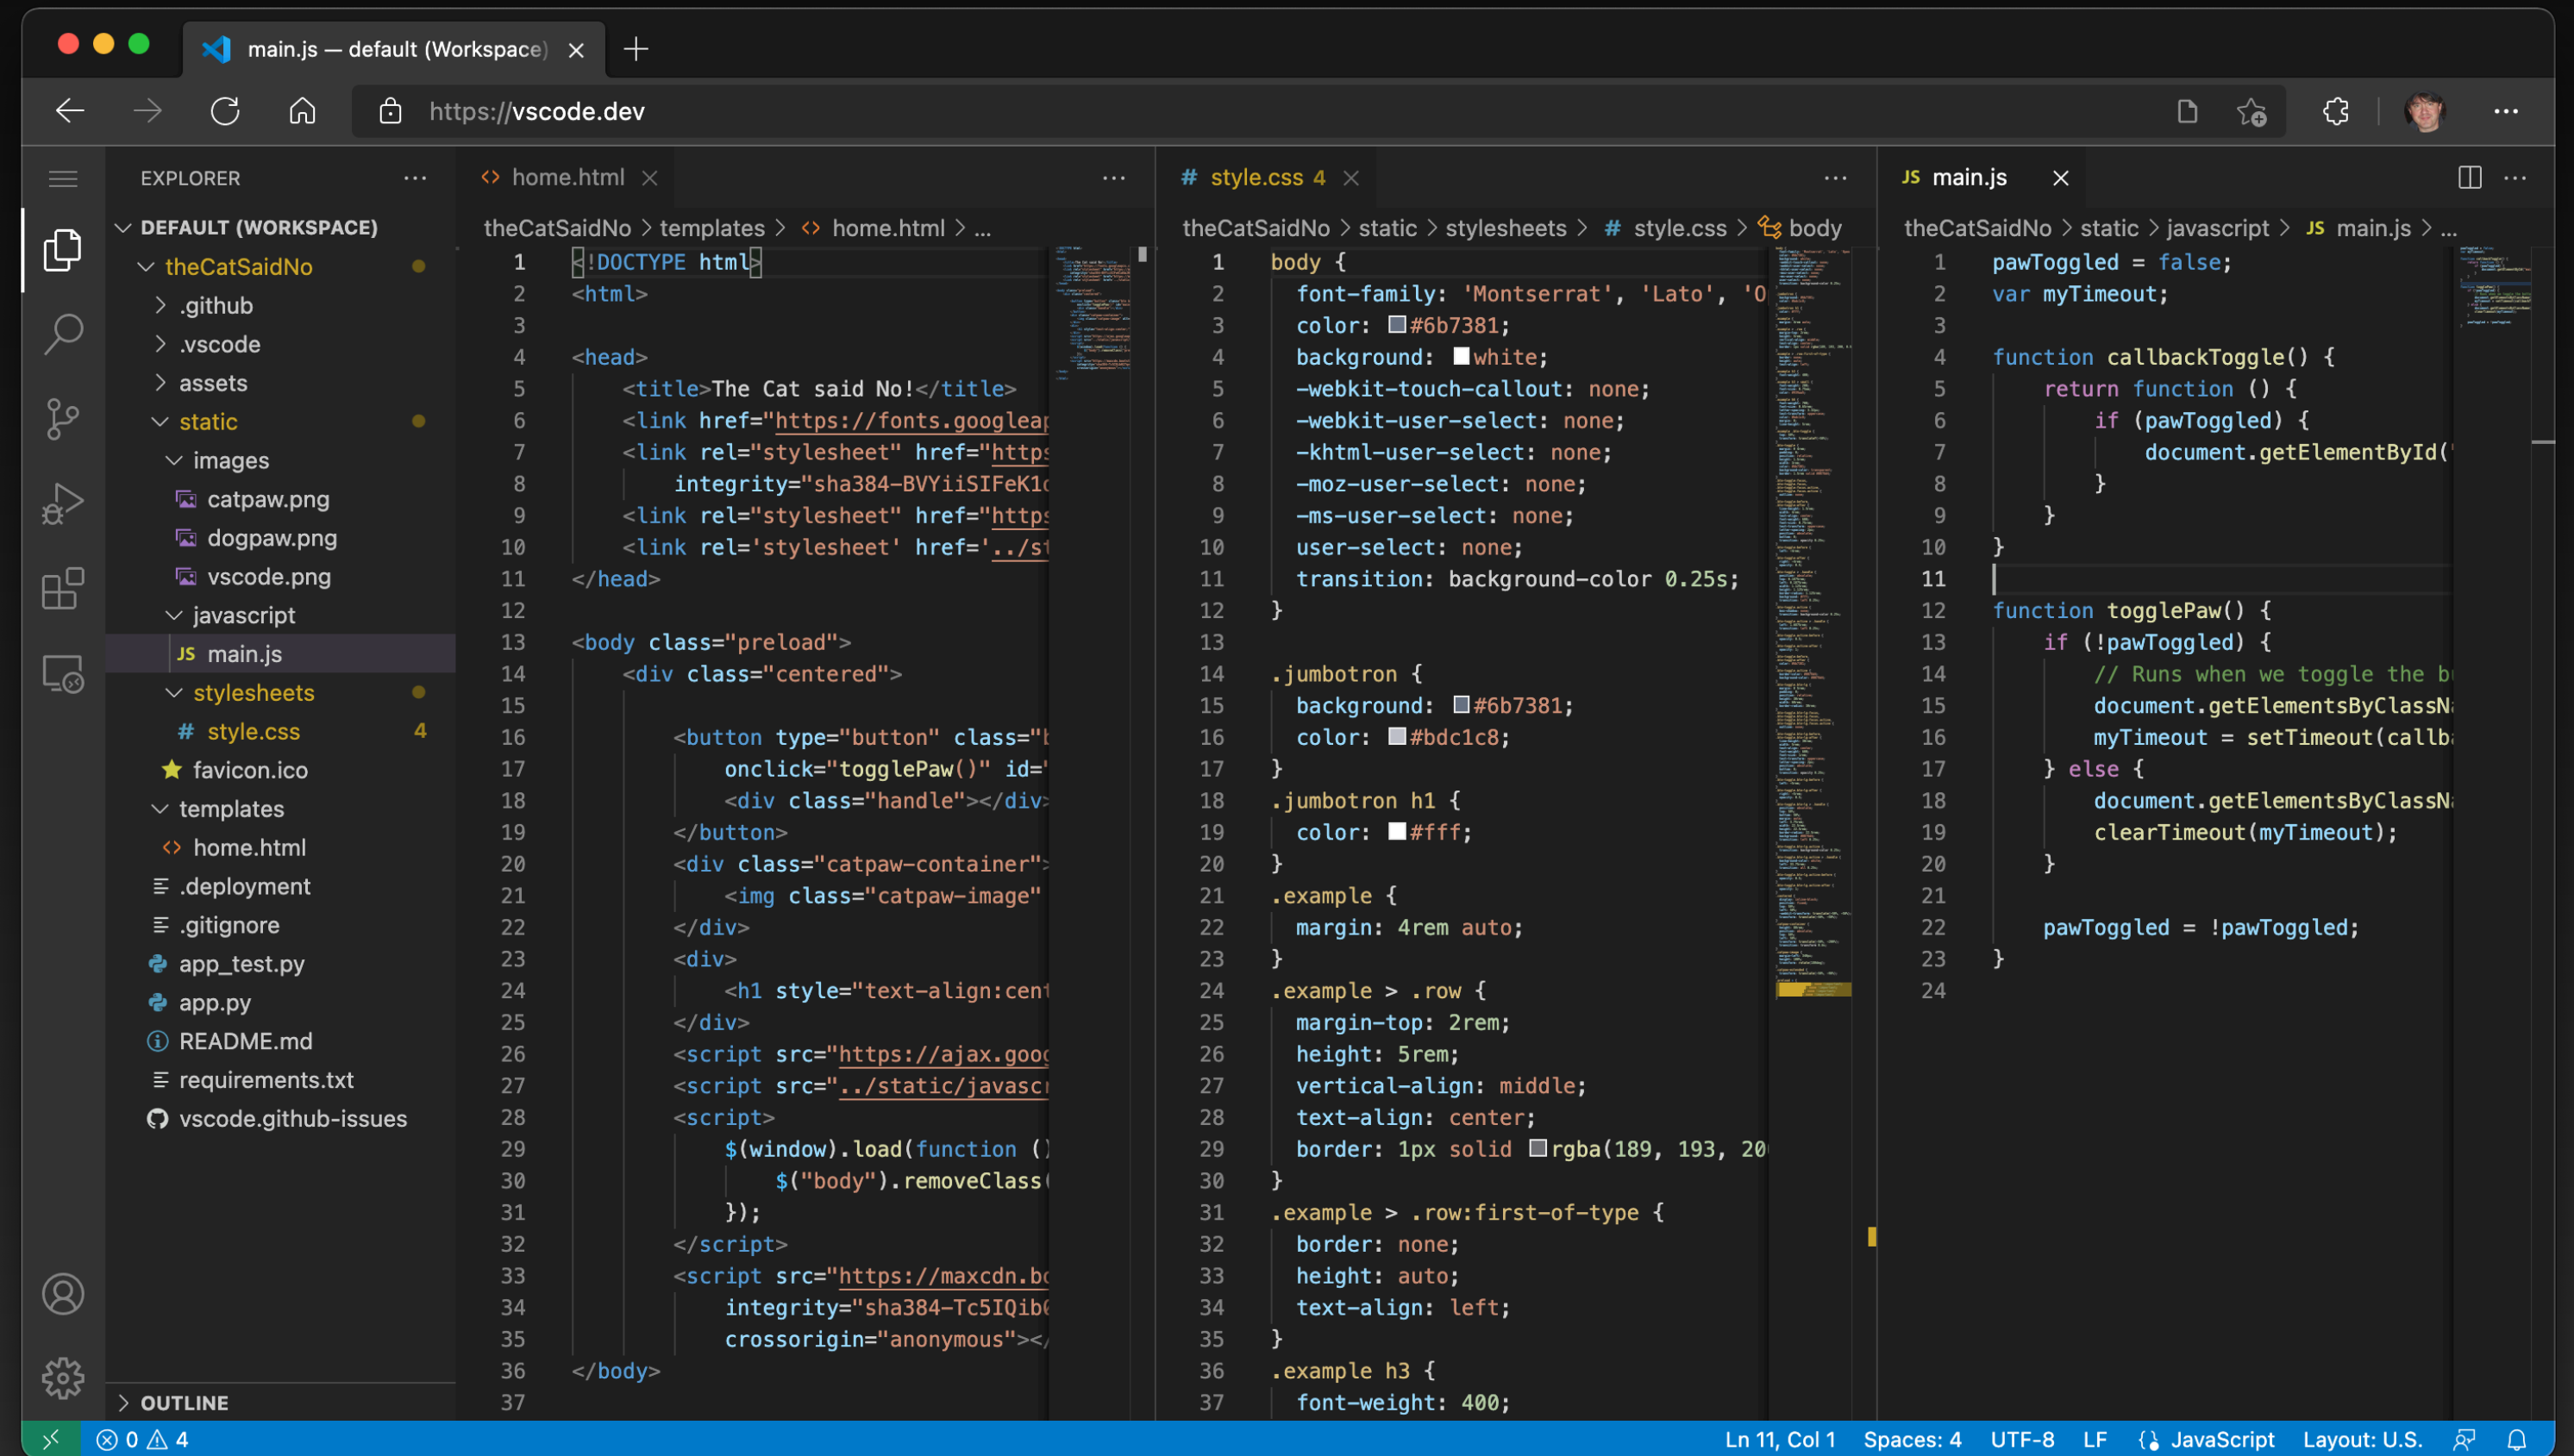 main.js — default (Workspace)
https://vscode.dev
EXPLORER
DEFAULT (WORKSPACE)
theCatSaidNo
.github
.vscode
assets
static
images
catpaw.png
dogpaw.png
vscode.png
javascript
JS main.js
stylesheets
# style.css 4
favicon.ico
templates
<> home.html
.deployment
.gitignore
app_test.py
app.py
README.md
requirements.txt
vscode.github-issues
OUTLINE
<> home.html
theCatSaidNo > templates > <> home.html > ...
1 <!DOCTYPE html>
2 <html>
3
4 <head>
5 <title>The Cat said No!</title>
6 <link href="https://fonts.googleap
7 <link rel="stylesheet" href="https
8 integrity="sha384-BVYiiSIFeK1d
9 <link rel="stylesheet" href="https
10 <link rel='stylesheet' href='../st
11 </head>
12
13 <body class="preload">
14 <div class="centered">
15
16 <button type="button" class="b
17 onclick="togglePaw()" id="
18 <div class="handle"></div>
19 </button>
20 <div class="catpaw-container">
21 <img class="catpaw-image"
22 </div>
23 <div>
24 <h1 style="text-align:cent
25 </div>
26 <script src="https://ajax.goog
27 <script src="../static/javascr
28 <script>
29 $(window).load(function ()
30 $("body").removeClass(
31 });
32 </script>
33 <script src="https://maxcdn.bo
34 integrity="sha384-Tc5IQib0
35 crossorigin="anonymous"></
36 </body>
37
# style.css 4
theCatSaidNo > static > stylesheets > # style.css > body
1 body {
2 font-family: 'Montserrat', 'Lato', 'O
3 color: #6b7381;
4 background: white;
5 -webkit-touch-callout: none;
6 -webkit-user-select: none;
7 -khtml-user-select: none;
8 -moz-user-select: none;
9 -ms-user-select: none;
10 user-select: none;
11 transition: background-color 0.25s;
12 }
13
14 .jumbotron {
15 background: #6b7381;
16 color: #bdc1c8;
17 }
18 .jumbotron h1 {
19 color: #fff;
20 }
21 .example {
22 margin: 4rem auto;
23 }
24 .example > .row {
25 margin-top: 2rem;
26 height: 5rem;
27 vertical-align: middle;
28 text-align: center;
29 border: 1px solid rgba(189, 193, 20
30 }
31 .example > .row:first-of-type {
32 border: none;
33 height: auto;
34 text-align: left;
35 }
36 .example h3 {
37 font-weight: 400;
JS main.js
theCatSaidNo > static > javascript > JS main.js > ...
1 pawToggled = false;
2 var myTimeout;
3
4 function callbackToggle() {
5 return function () {
6 if (pawToggled) {
7 document.getElementById(
8 }
9 }
10 }
11
12 function togglePaw() {
13 if (!pawToggled) {
14 // Runs when we toggle the bu
15 document.getElementsByClassNa
16 myTimeout = setTimeout(callba
17 } else {
18 document.getElementsByClassNa
19 clearTimeout(myTimeout);
20 }
21
22 pawToggled = !pawToggled;
23 }
24
0 4
Ln 11, Col 1 Spaces: 4 UTF-8 LF JavaScript Layout: U.S.